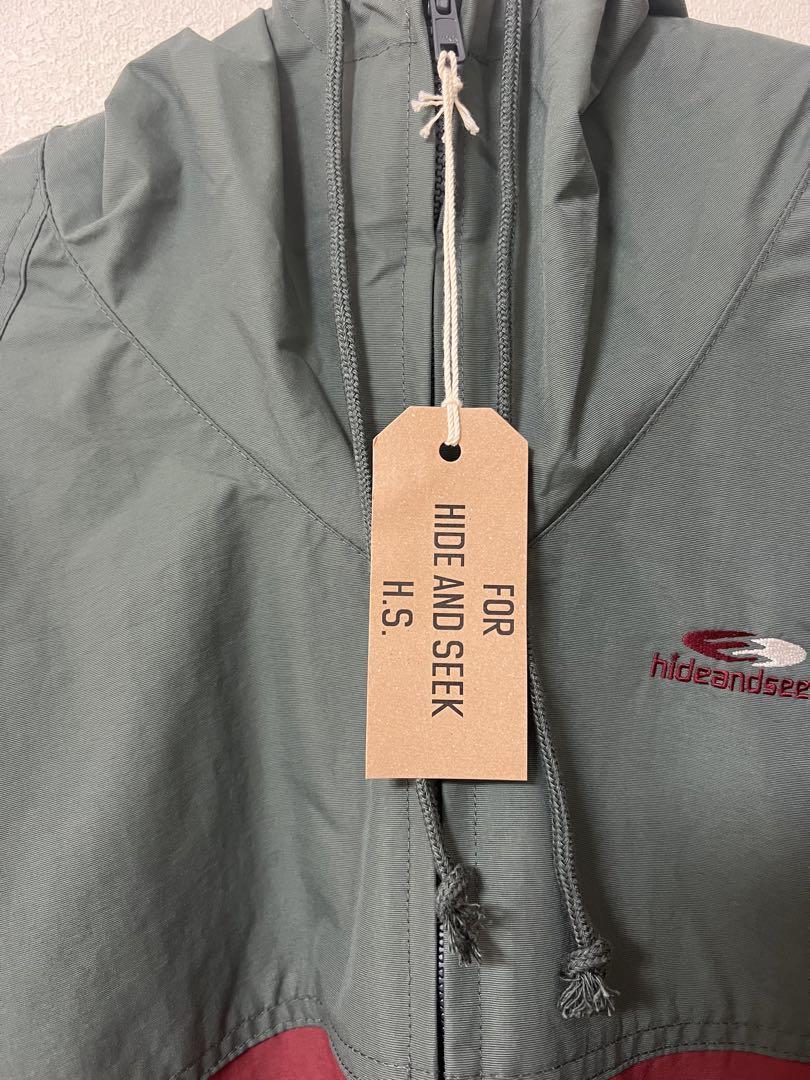 FOR
HIDE AND SEEK
H.S.
hideandsee